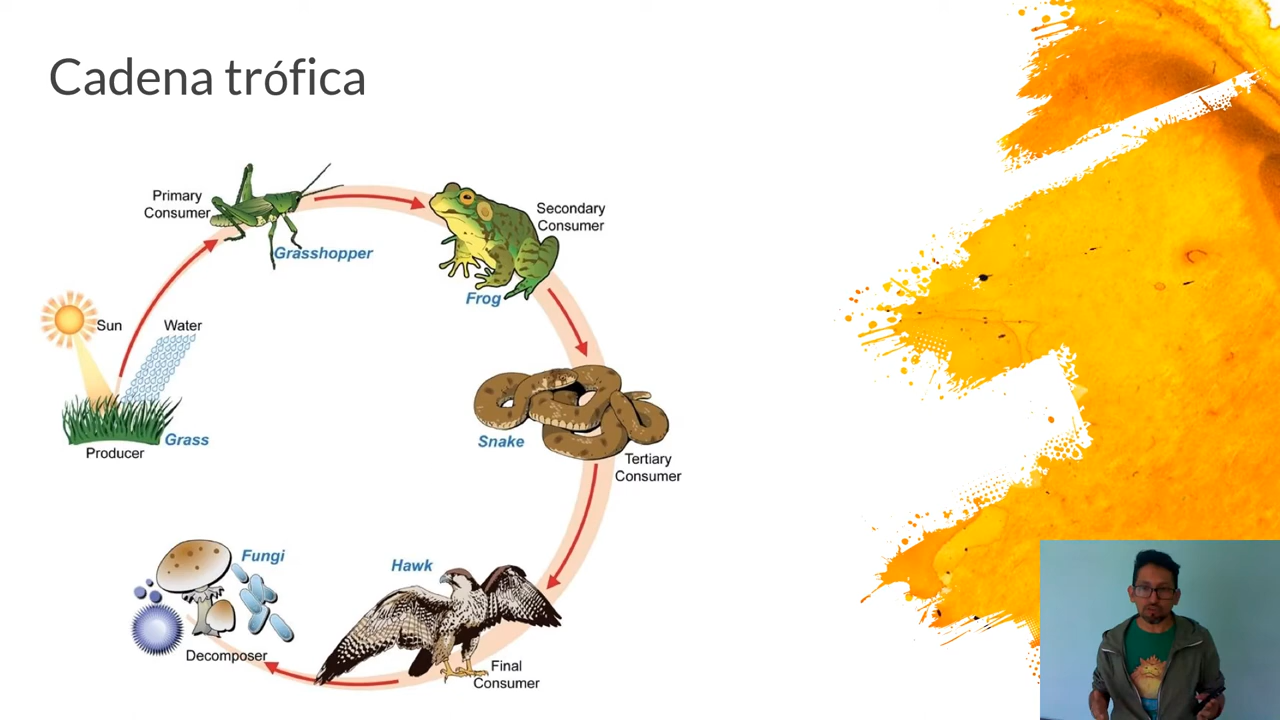 Cadena trófica
Primary
Consumer
Grasshopper
Secondary
Consumer
Frog
Sun
Water
Grass
Producer
Snake
Tertiary
Consumer
Fungi
Hawk
Decomposer
Final
Consumer